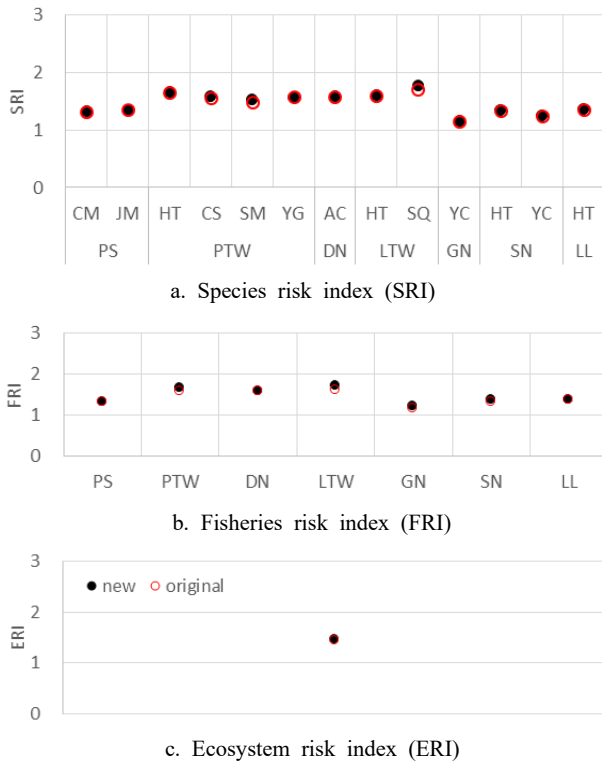 3
2
SRI
1
0
CM JM HT CS SM YG AC HT SQ YC HT YC HT
PS PTW DN LTW GN SN LL
a. Species risk index (SRI)
3
2
FRI
1
0
PS PTW DN LTW GN SN LL
b. Fisheries risk index (FRI)
3
new original
2
ERI
1
0
c. Ecosystem risk index (ERI)